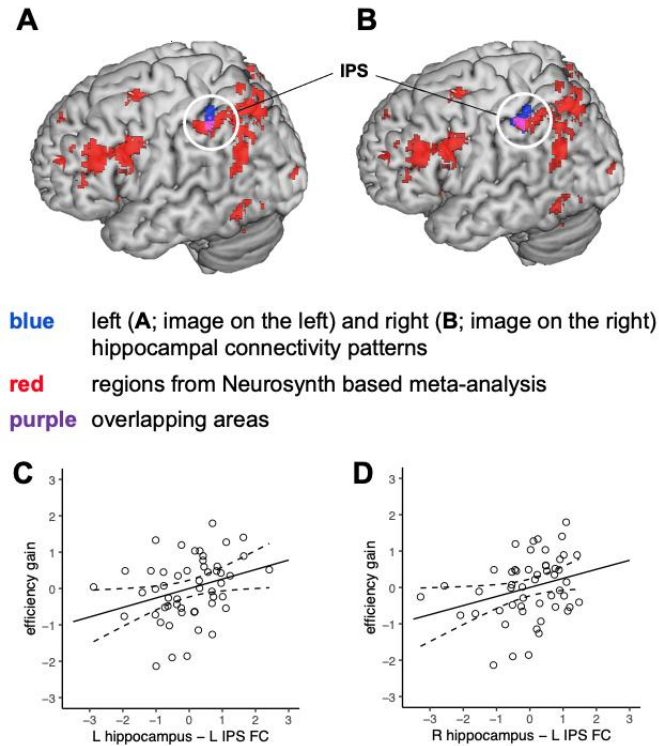 A
B
IPS
blue left (A; image on the left) and right (B; image on the right)
hippocampal connectivity patterns
red regions from Neurosynth based meta-analysis
purple overlapping areas
C
3
2
1
0
−1
−2
−3
efficiency gain
−3 −2 −1 0 1 2 3
L hippocampus – L IPS FC
D
3
2
1
0
−1
−2
−3
efficiency gain
−3 −2 −1 0 1 2 3
R hippocampus – L IPS FC